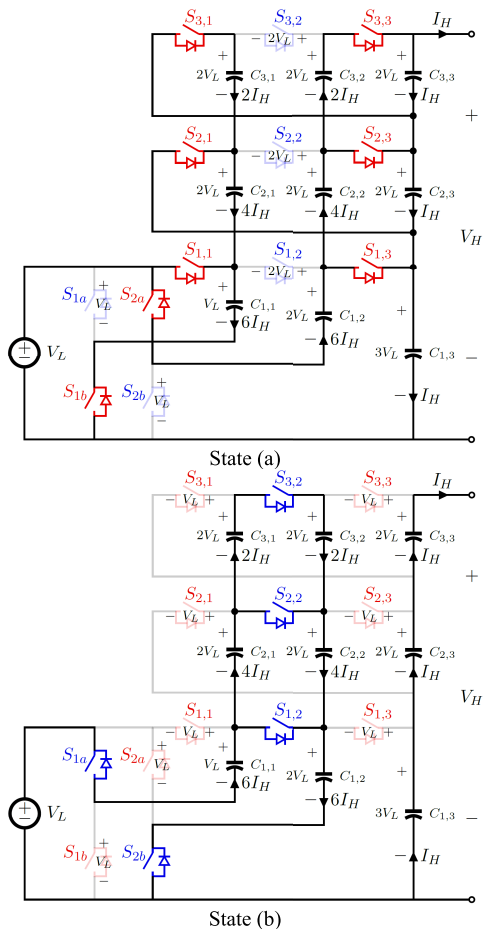 S3,1 S3,2 S3,3 IH
+ − 2VL + + +
2VL C3,1 2VL C3,2 2VL C3,3
− 2IH − 2IH − IH +
S2,1 S2,2 S2,3
+ − 2VL + + +
2VL C2,1 2VL C2,2 2VL C2,3
− 4IH − 4IH − IH VH
S1,1 S1,2 S1,3
S1a + VL − S2a + − 2VL + + +
VL C1,1 2VL C1,2
VL − 6IH − 6IH 3VL C1,3 −
S1b S2b + VL − − IH
State (a)
S3,1 S3,2 S3,3 IH
− VL + + + − VL + +
2VL C3,1 2VL C3,2 2VL C3,3
− 2IH − 2IH − IH +
S2,1 S2,2 S2,3
− VL + + + − VL + +
2VL C2,1 2VL C2,2 2VL C2,3
− 4IH − 4IH − IH VH
S1,1 S1,2 S1,3
S1a S2a + VL − − VL + + + − VL + +
VL C1,1 2VL C1,2
VL − 6IH − 6IH 3VL C1,3 −
S1b + VL − S2b − IH
State (b)